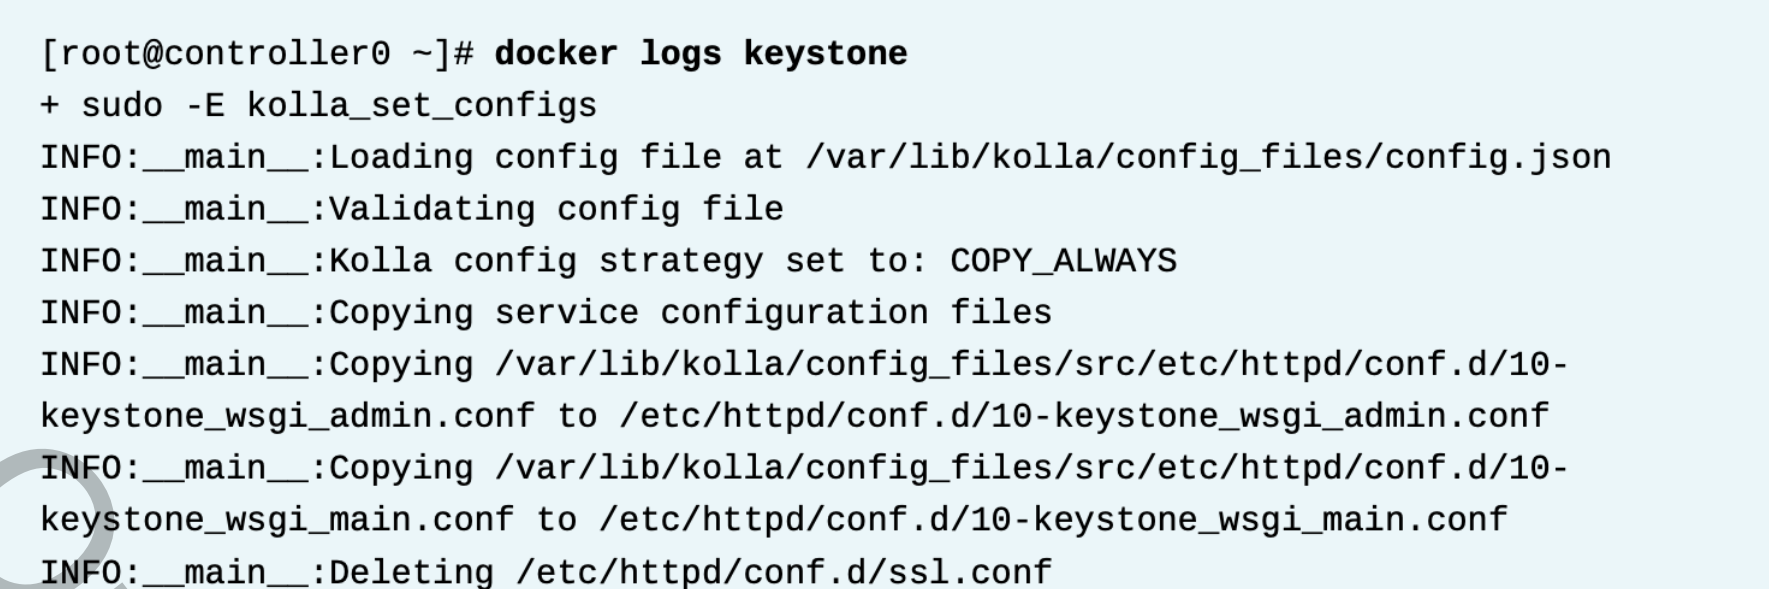 [root@controller0 ~]# docker logs keystone
+ sudo -E kolla_set_configs
INFO:__main__:Loading config file at /var/lib/kolla/config_files/config.json
INFO:__main__:Validating config file
INFO:__main__:Kolla config strategy set to: COPY_ALWAYS
INFO:__main__:Copying service configuration files
INFO:__main__:Copying /var/lib/kolla/config_files/src/etc/httpd/conf.d/10-
keystone_wsgi_admin.conf to /etc/httpd/conf.d/10-keystone_wsgi_admin.conf
INFO:__main__:Copying /var/lib/kolla/config_files/src/etc/httpd/conf.d/10-
keystone_wsgi_main.conf to /etc/httpd/conf.d/10-keystone_wsgi_main.conf
INFO:__main__:Deleting /etc/httpd/conf.d/ssl.conf